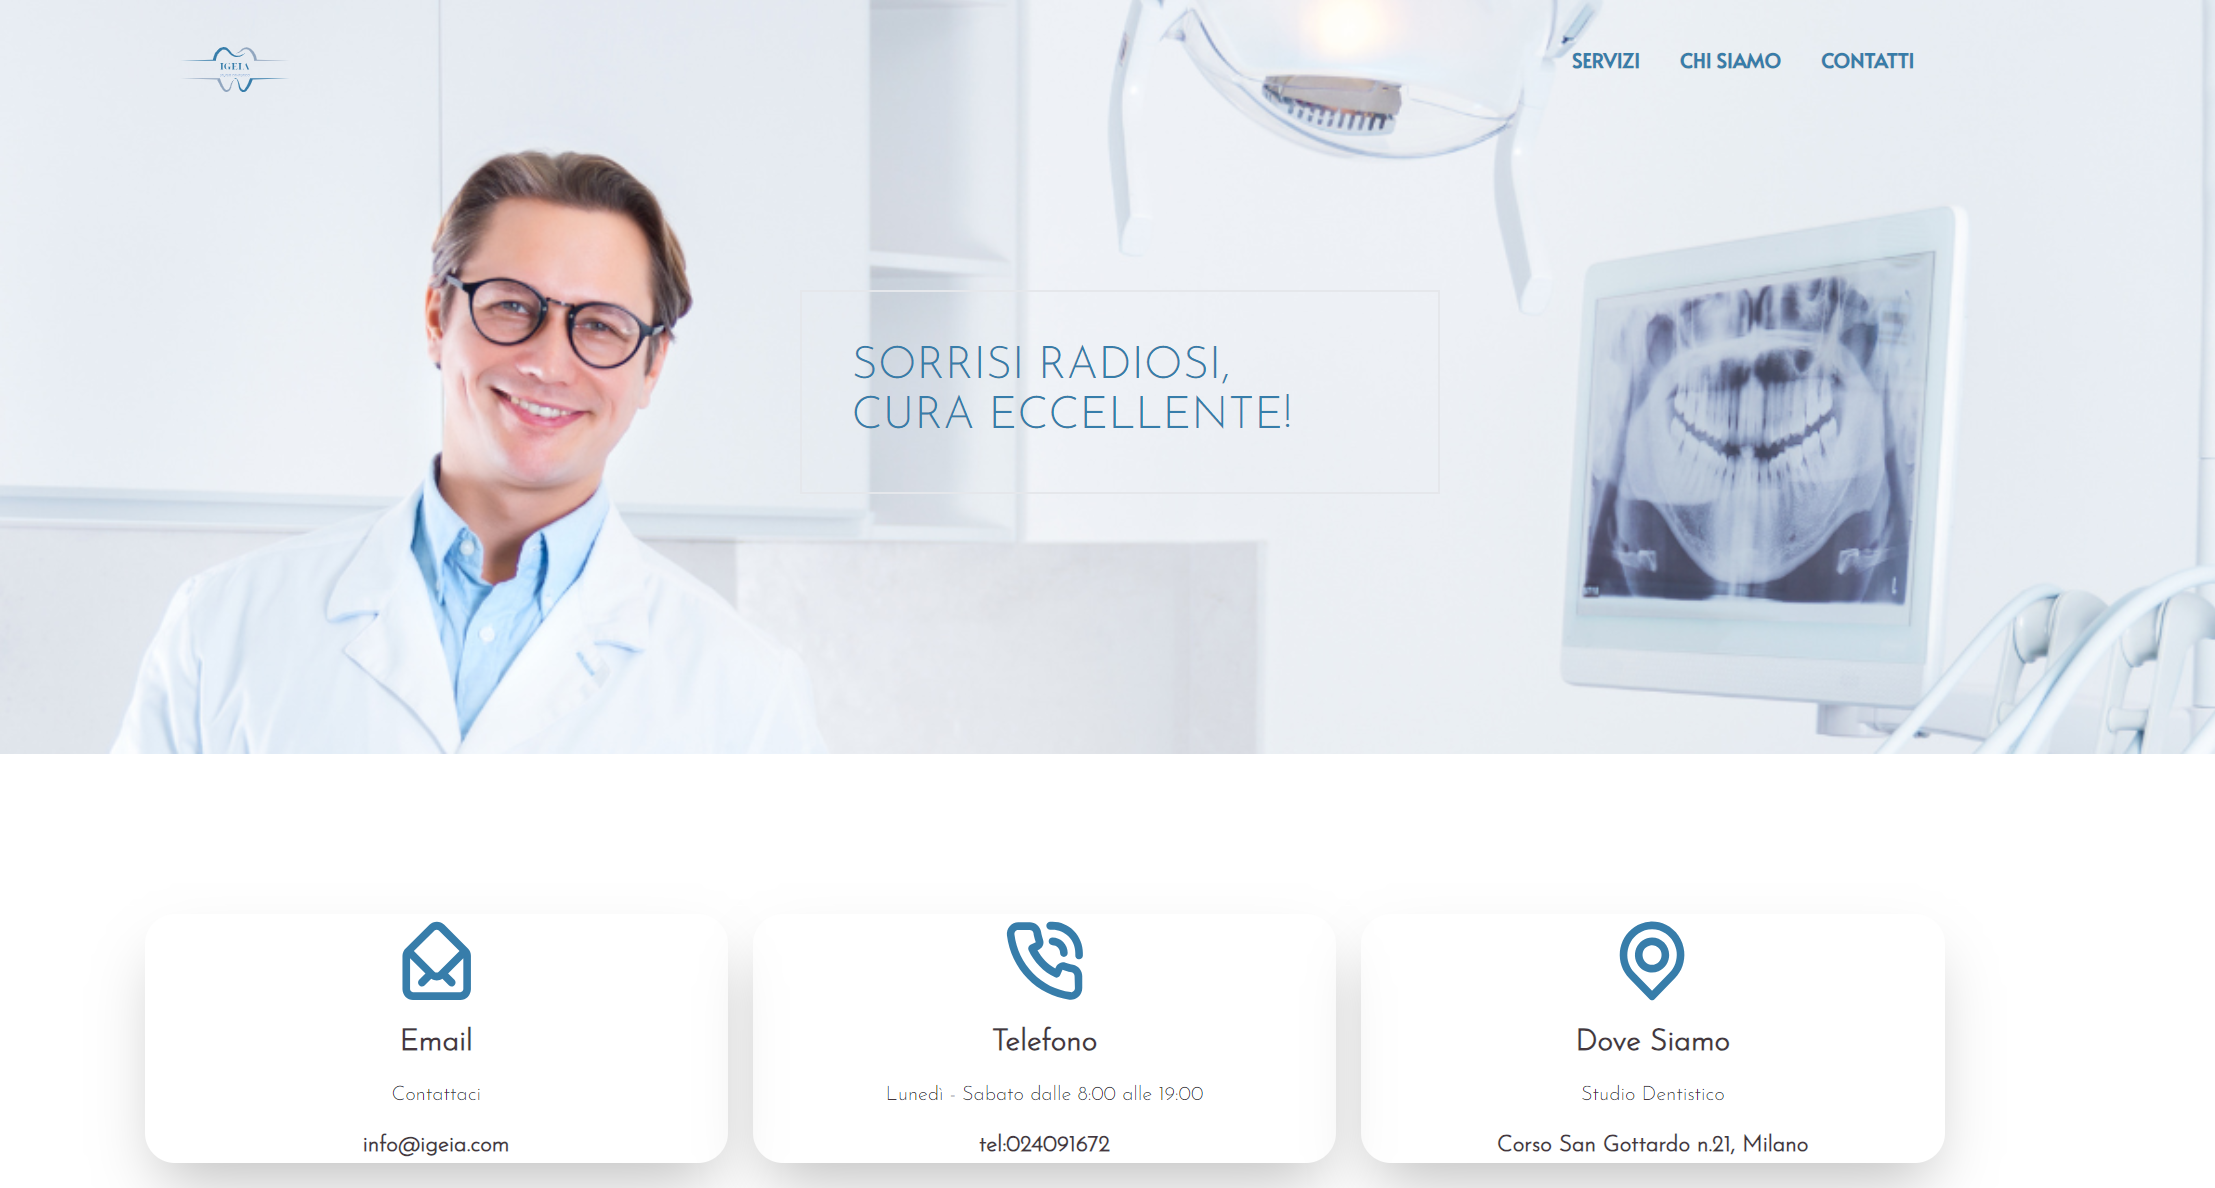 IGEIA
SERVIZI
CHI SIAMO
CONTATTI
SORRISI RADIOSI,
CURA ECCELLENTE!
Email
Contattaci
info@igeia.com
Telefono
Lunedì - Sabato dalle 8:00 alle 19:00
tel:024091672
Dove Siamo
Studio Dentistico
Corso San Gottardo n.21, Milano